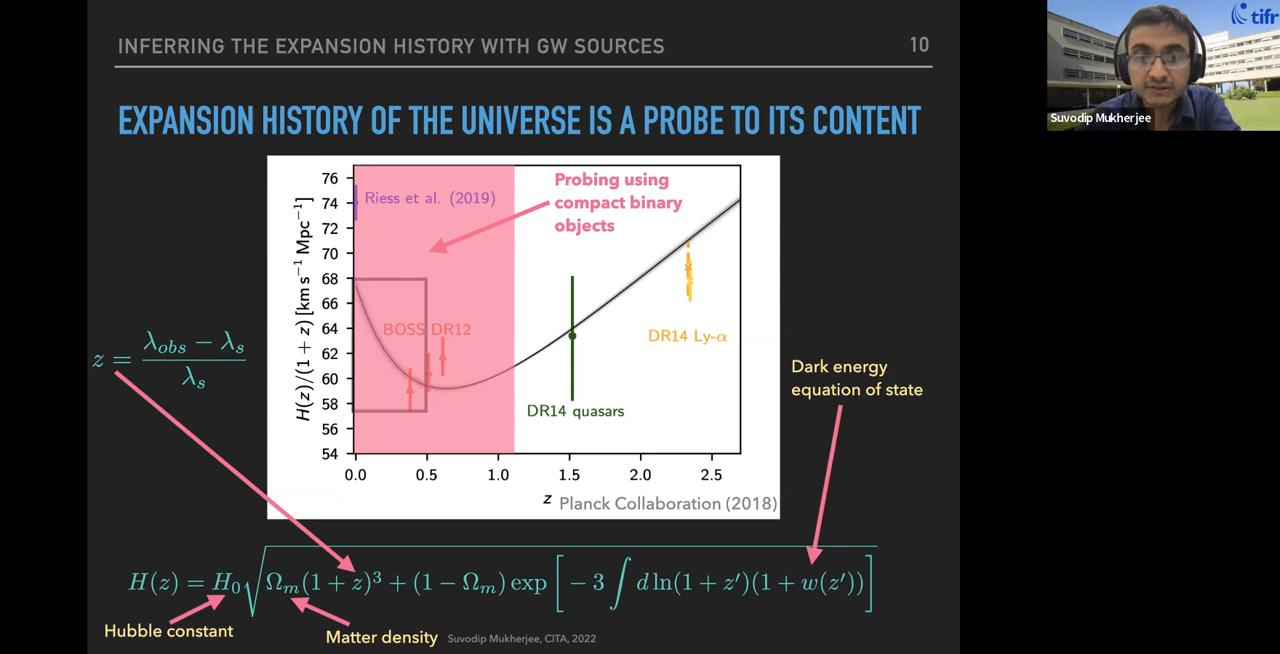 INFERRING THE EXPANSION HISTORY WITH GW SOURCES
10
EXPANSION HISTORY OF THE UNIVERSE IS A PROBE TO ITS CONTENT
tifr
Suvodip Mukherjee
76
74
72
70
68
66
64
62
60
58
56
54
H(z)/(1 + z) [km s⁻¹ Mpc⁻¹]
Riess et al. (2019)
Probing using
compact binary
objects
BOSS DR12
DR14 Ly-α
DR14 quasars
0.0 0.5 1.0 1.5 2.0 2.5
z
Planck Collaboration (2018)
z = (λ_obs − λ_s) / λ_s
Dark energy
equation of state
H(z) = H₀ √(Ω_m(1 + z)³ + (1 − Ω_m) exp[−3 ∫ d ln(1 + z′)(1 + w(z′))])
Hubble constant
Matter density
Suvodip Mukherjee, CITA, 2022